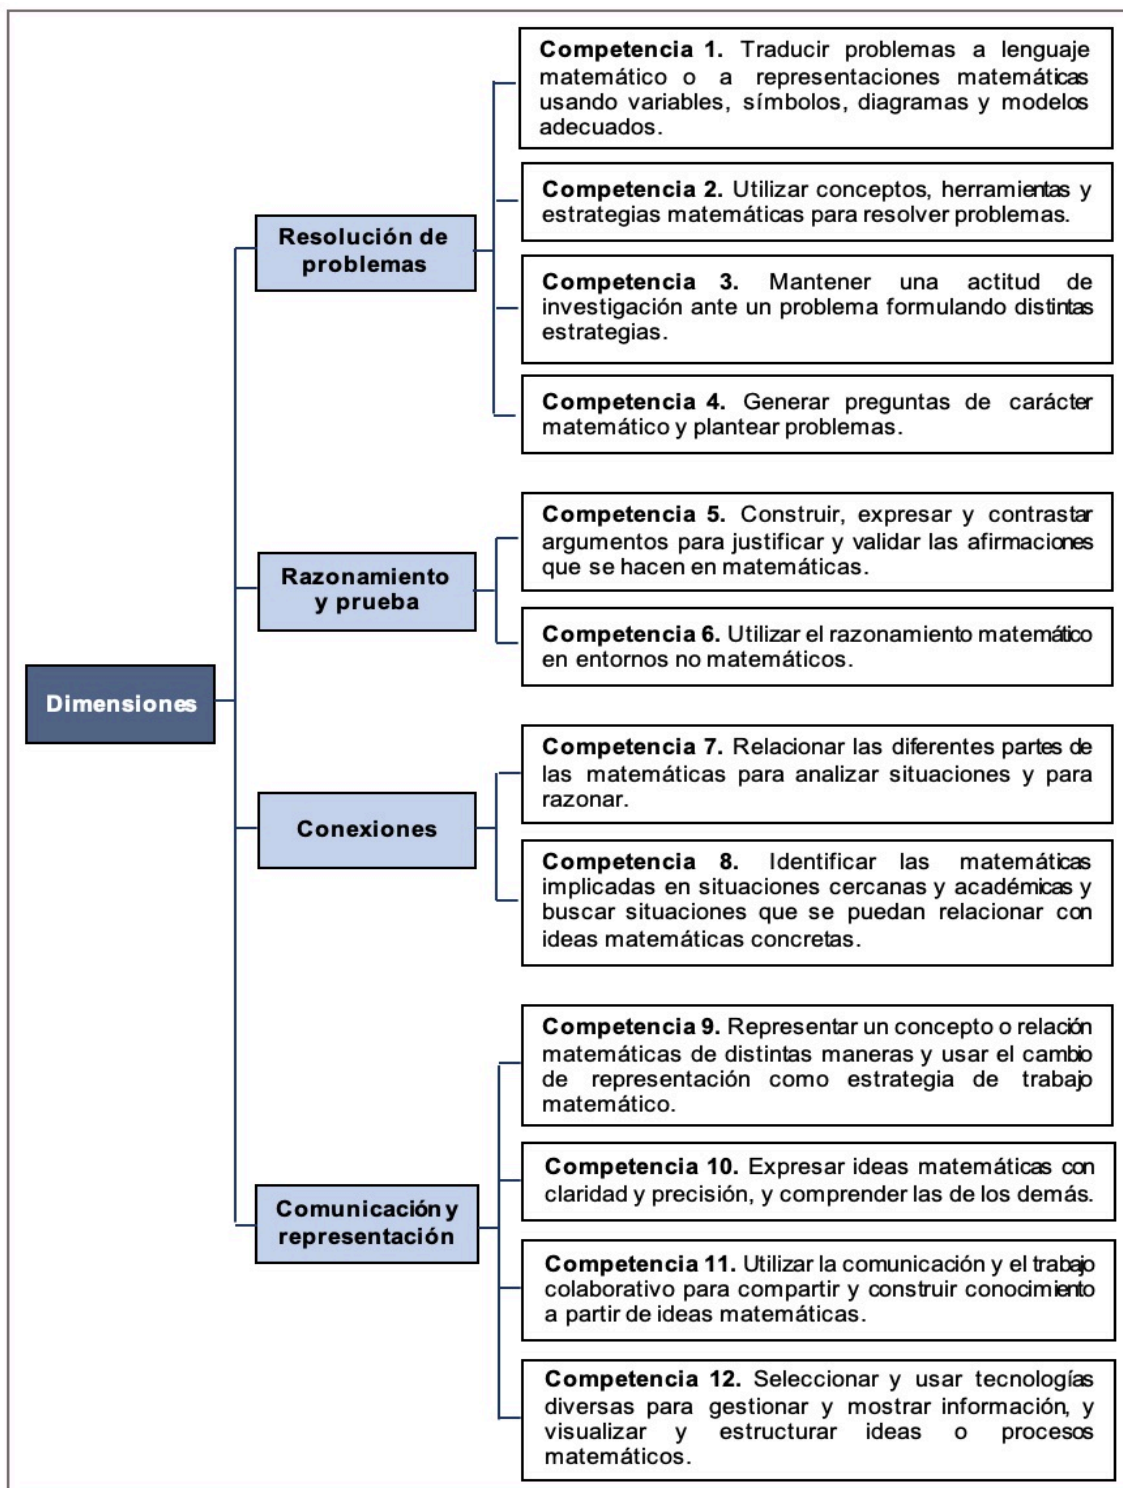 Dimensiones
Resolución de
problemas
Competencia 1. Traducir problemas a lenguaje
matemático o a representaciones matemáticas
usando variables, símbolos, diagramas y modelos
adecuados.
Competencia 2. Utilizar conceptos, herramientas y
estrategias matemáticas para resolver problemas.
Competencia 3. Mantener una actitud de
investigación ante un problema formulando distintas
estrategias.
Competencia 4. Generar preguntas de carácter
matemático y plantear problemas.
Razonamiento
y prueba
Competencia 5. Construir, expresar y contrastar
argumentos para justificar y validar las afirmaciones
que se hacen en matemáticas.
Competencia 6. Utilizar el razonamiento matemático
en entornos no matemáticos.
Conexiones
Competencia 7. Relacionar las diferentes partes de
las matemáticas para analizar situaciones y para
razonar.
Competencia 8. Identificar las matemáticas
implicadas en situaciones cercanas y académicas y
buscar situaciones que se puedan relacionar con
ideas matemáticas concretas.
Comunicación y
representación
Competencia 9. Representar un concepto o relación
matemáticas de distintas maneras y usar el cambio
de representación como estrategia de trabajo
matemático.
Competencia 10. Expresar ideas matemáticas con
claridad y precisión, y comprender las de los demás.
Competencia 11. Utilizar la comunicación y el trabajo
colaborativo para compartir y construir conocimiento
a partir de ideas matemáticas.
Competencia 12. Seleccionar y usar tecnologías
diversas para gestionar y mostrar información, y
visualizar y estructurar ideas o procesos
matemáticos.